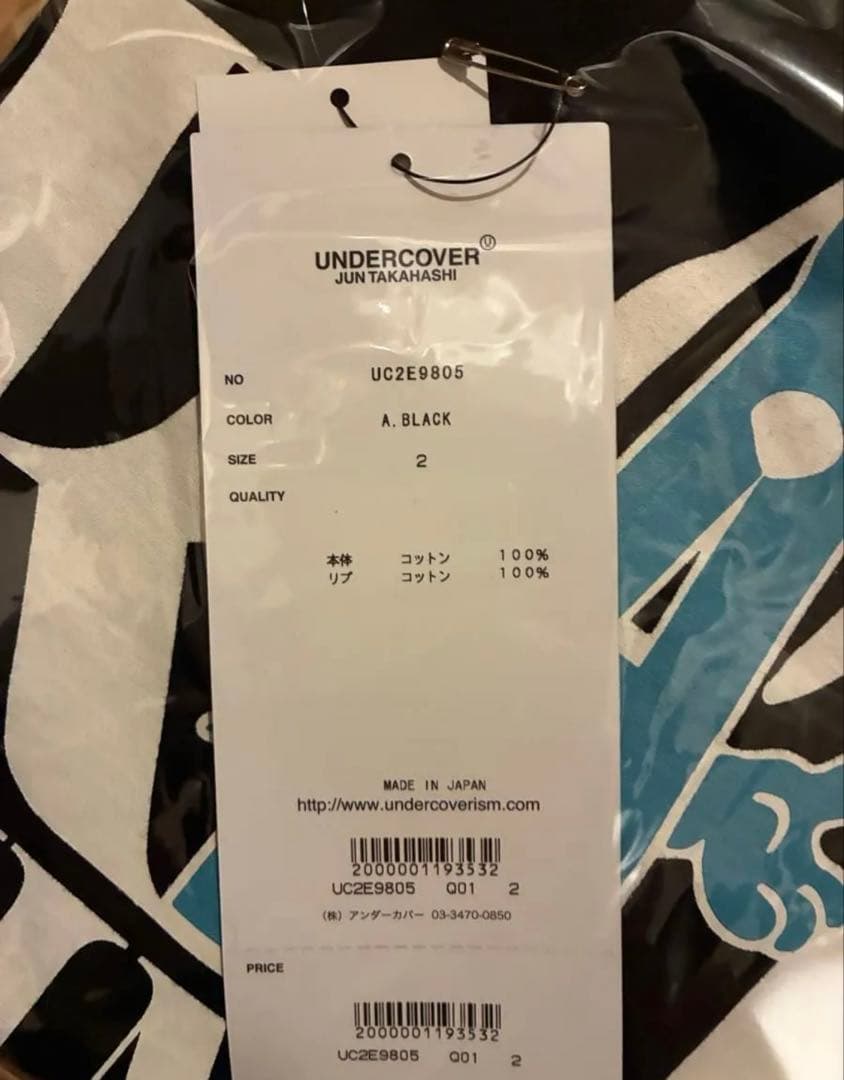 UNDERCOVER Ⓤ
JUN TAKAHASHI
NO UC2E9805
COLOR A.BLACK
SIZE 2
QUALITY
本体 コットン 100%
リブ コットン 100%
MADE IN JAPAN
http://www.undercoverism.com
2000001193532
UC2E9805 Q01 2
(株) アンダーカバー 03-3470-0850
PRICE
2000001193532
UC2E9805 Q01 2